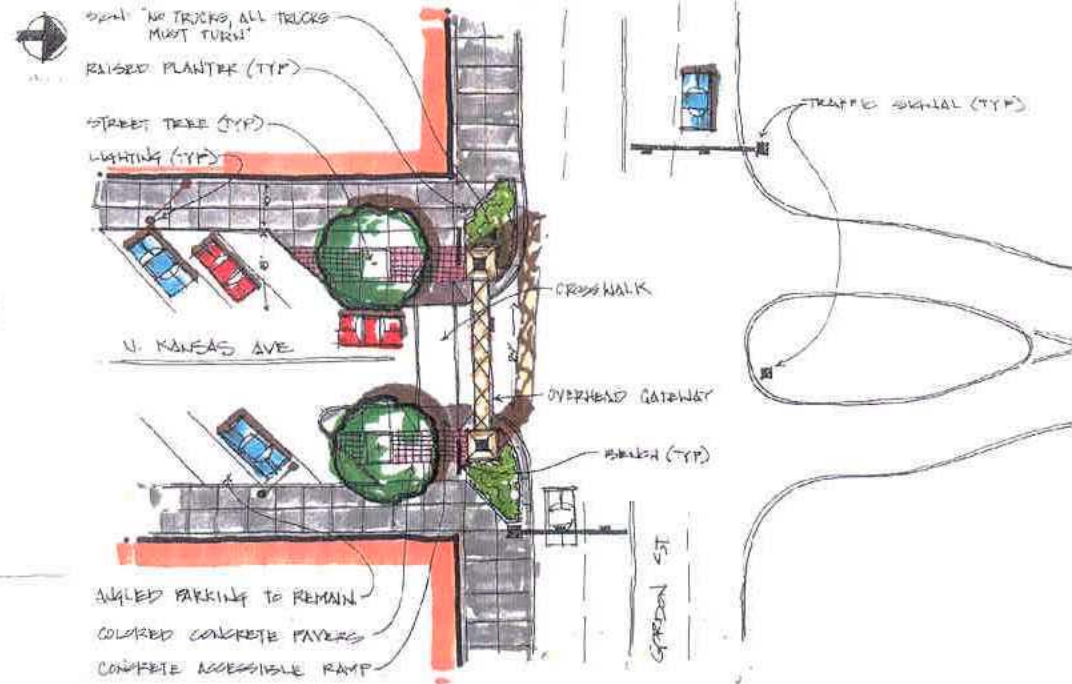 SIGN: "NO TRUCKS, ALL TRUCKS
MUST TURN"
RAISED PLANTER (TYP)
STREET TREE (TYP)
LIGHTING (TYP)
TRAFFIC SIGNAL (TYP)
CROSSWALK
N. KANSAS AVE
OVERHEAD GATEWAY
BENCH (TYP)
GORDON ST
ANGLED PARKING TO REMAIN
COLORED CONCRETE PAVERS
CONCRETE ACCESSIBLE RAMP